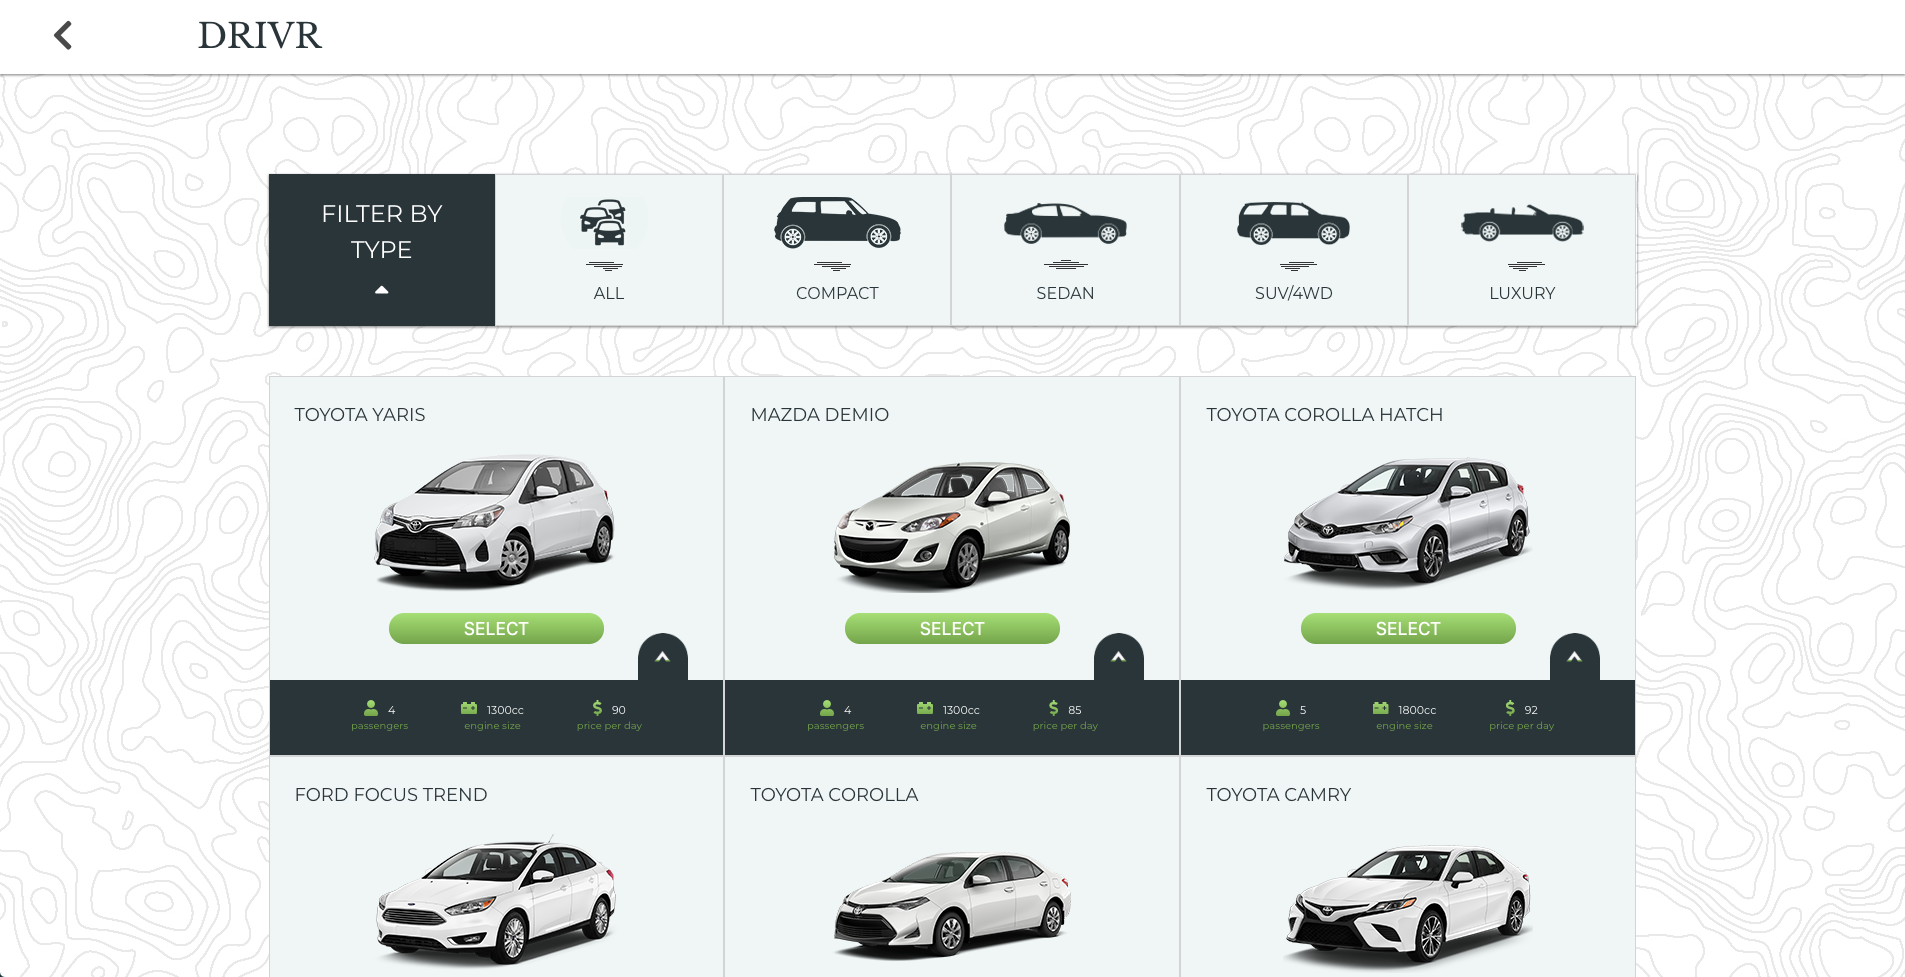 DRIVR
FILTER BY
TYPE
ALL
COMPACT
SEDAN
SUV/4WD
LUXURY
TOYOTA YARIS
SELECT
4
passengers
1300cc
engine size
90
price per day
MAZDA DEMIO
SELECT
4
passengers
1300cc
engine size
85
price per day
TOYOTA COROLLA HATCH
SELECT
5
passengers
1800cc
engine size
92
price per day
FORD FOCUS TREND
TOYOTA COROLLA
TOYOTA CAMRY